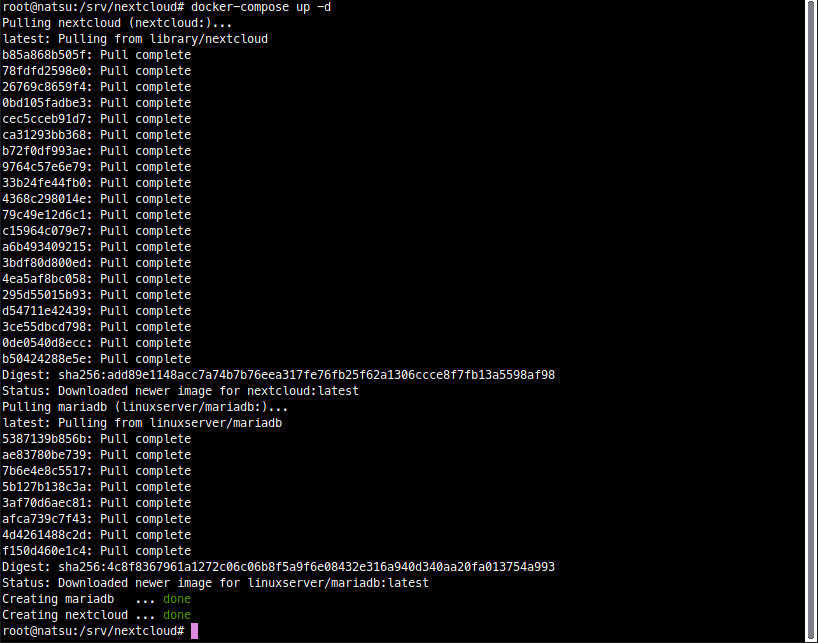 root@natsu:/srv/nextcloud# docker-compose up -d
Pulling nextcloud (nextcloud:)...
latest: Pulling from library/nextcloud
b85a868b505f: Pull complete
78fdfd2598e0: Pull complete
26769c8659f4: Pull complete
0bd105fadbe3: Pull complete
cec5cceb91d7: Pull complete
ca31293bb368: Pull complete
b72f0df993ae: Pull complete
9764c57e6e79: Pull complete
33b24fe44fb0: Pull complete
4368c298014e: Pull complete
79c49e12d6c1: Pull complete
c15964c079e7: Pull complete
a6b493409215: Pull complete
3bdf80d800ed: Pull complete
4ea5af8bc058: Pull complete
295d55015b93: Pull complete
d54711e42439: Pull complete
3ce55dbcd798: Pull complete
0de0540d8ecc: Pull complete
b50424288e5e: Pull complete
Digest: sha256:add89e1148acc7a74b7b76eea317fe76fb25f62a1306ccce8f7fb13a5598af98
Status: Downloaded newer image for nextcloud:latest
Pulling mariadb (linuxserver/mariadb:)...
latest: Pulling from linuxserver/mariadb
5387139b856b: Pull complete
ae83780be739: Pull complete
7b6e4e8c5517: Pull complete
5b127b138c3a: Pull complete
3af70d6aec81: Pull complete
afca739c7f43: Pull complete
4d4261488c2d: Pull complete
f150d460e1c4: Pull complete
Digest: sha256:4c8f8367961a1272c06c06b8f5a9f6e08432e316a940d340aa20fa013754a993
Status: Downloaded newer image for linuxserver/mariadb:latest
Creating mariadb   ... done
Creating nextcloud ... done
root@natsu:/srv/nextcloud#